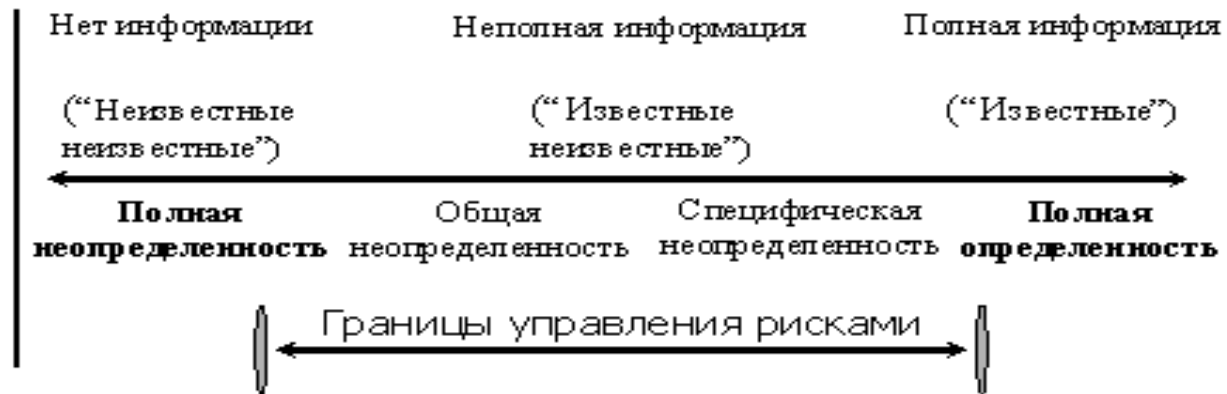 Нет информации Неполная информация Полная информация
(“Неизвестные (“Известные (“Известные”)
неизвестные”) неизвестные”)
Полная Общая Специфическая Полная
неопределенность неопределенность неопределенность определенность
Границы управления рисками